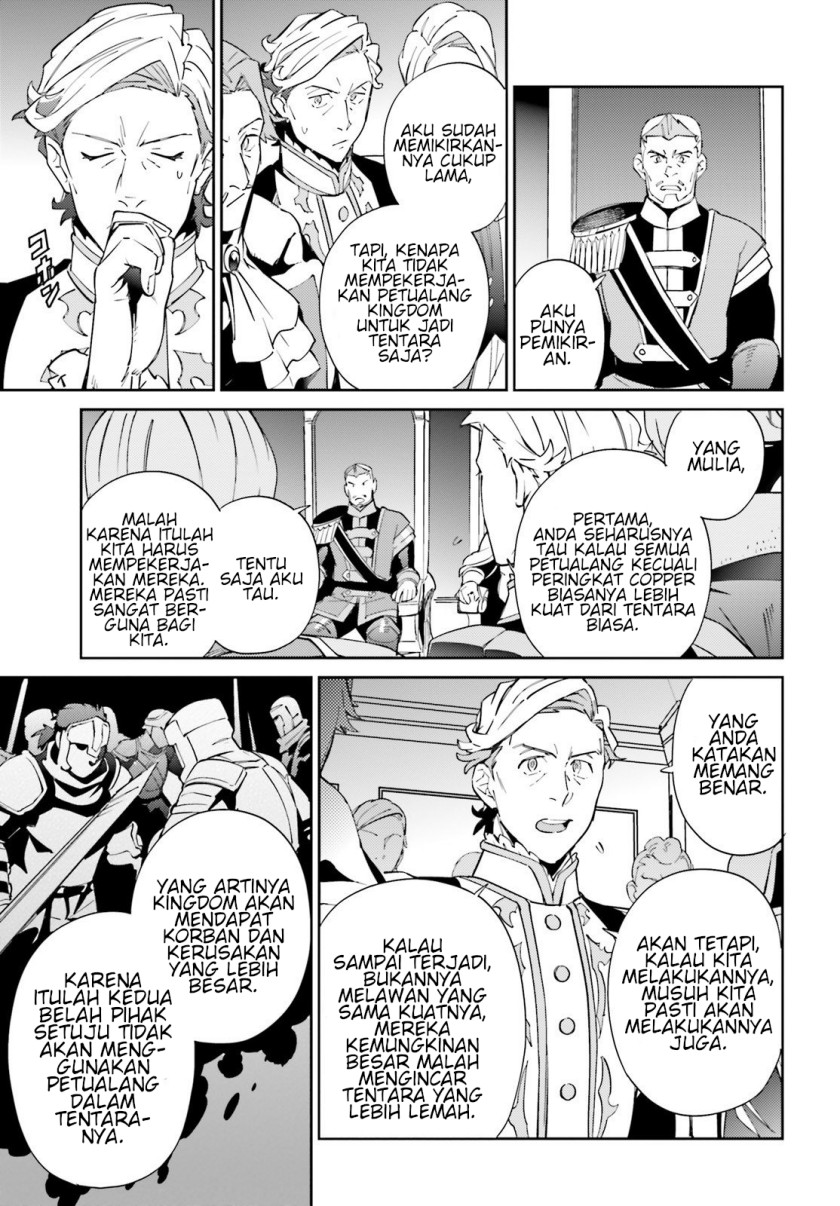 AKU
PUNYA
PEMIKIR-
AN.
AKU SUDAH
MEMIKIRKAN-
NYA CUKUP
LAMA,
TAPI, KENAPA
KITA TIDAK
MEMPEKERJA-
KAN PETUALANG
KINGDOM
UNTUK JADI
TENTARA
SAJA?
コホン
YANG
MULIA,
PERTAMA,
ANDA SEHARUSNYA
TAU KALAU SEMUA
PETUALANG KECUALI
PERINGKAT COPPER
BIASANYA LEBIH
KUAT DARI TENTARA
BIASA.
TENTU
SAJA AKU
TAU.
MALAH
KARENA ITULAH
KITA HARUS
MEMPEKERJA-
KAN MEREKA.
MEREKA PASTI
SANGAT BER-
GUNA BAGI
KITA.
YANG
ANDA
KATAKAN
MEMANG
BENAR.
AKAN TETAPI,
KALAU KITA
MELAKUKANNYA,
MUSUH KITA
PASTI AKAN
MELAKUKANNYA
JUGA.
KALAU
SAMPAI TERJADI,
BUKANNYA
MELAWAN YANG
SAMA KUATNYA,
MEREKA
KEMUNGKINAN
BESAR MALAH
MENGINCAR
TENTARA YANG
LEBIH LEMAH.
YANG ARTINYA
KINGDOM AKAN
MENDAPAT
KORBAN DAN
KERUSAKAN
YANG LEBIH
BESAR.
KARENA
ITULAH KEDUA
BELAH PIHAK
SETUJU TIDAK
AKAN MENG-
GUNAKAN
PETUALANG
DALAM
TENTARA-
NYA.